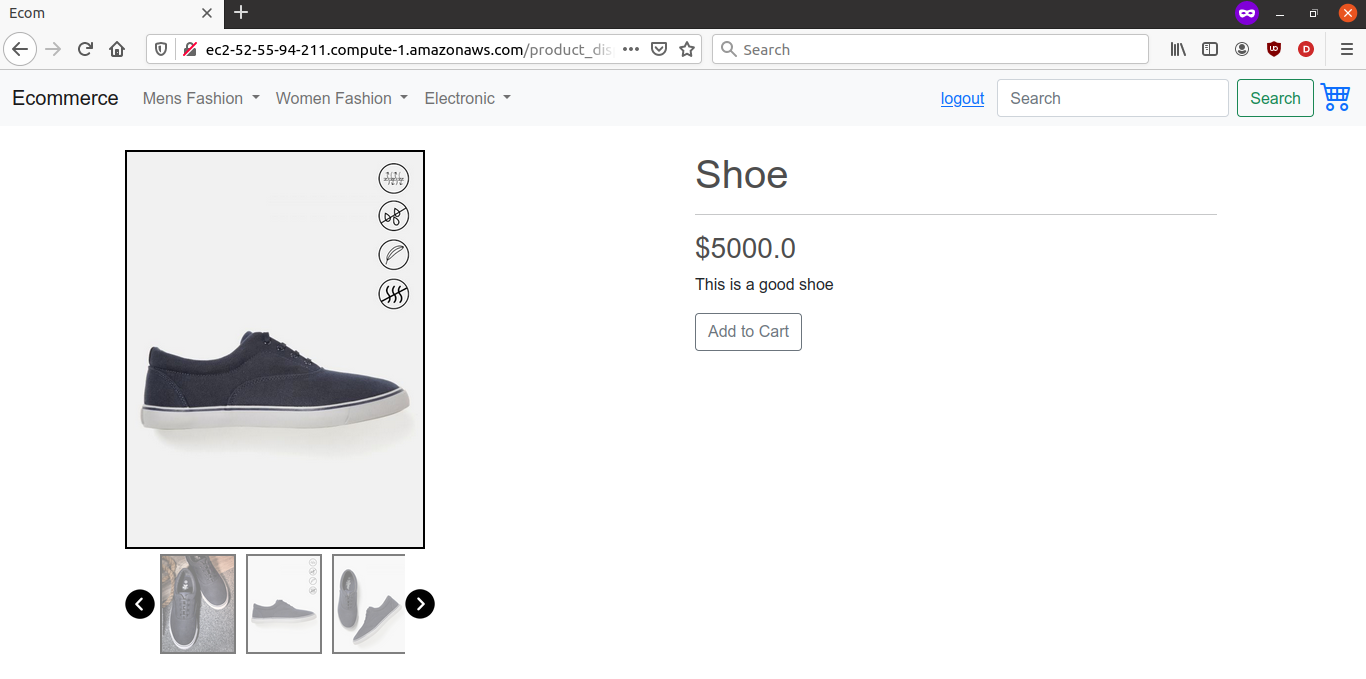 Ecom
ec2-52-55-94-211.compute-1.amazonaws.com/product_dis
Search
Ecommerce
Mens Fashion
Women Fashion
Electronic
logout
Search
Search
Shoe
$5000.0
This is a good shoe
Add to Cart